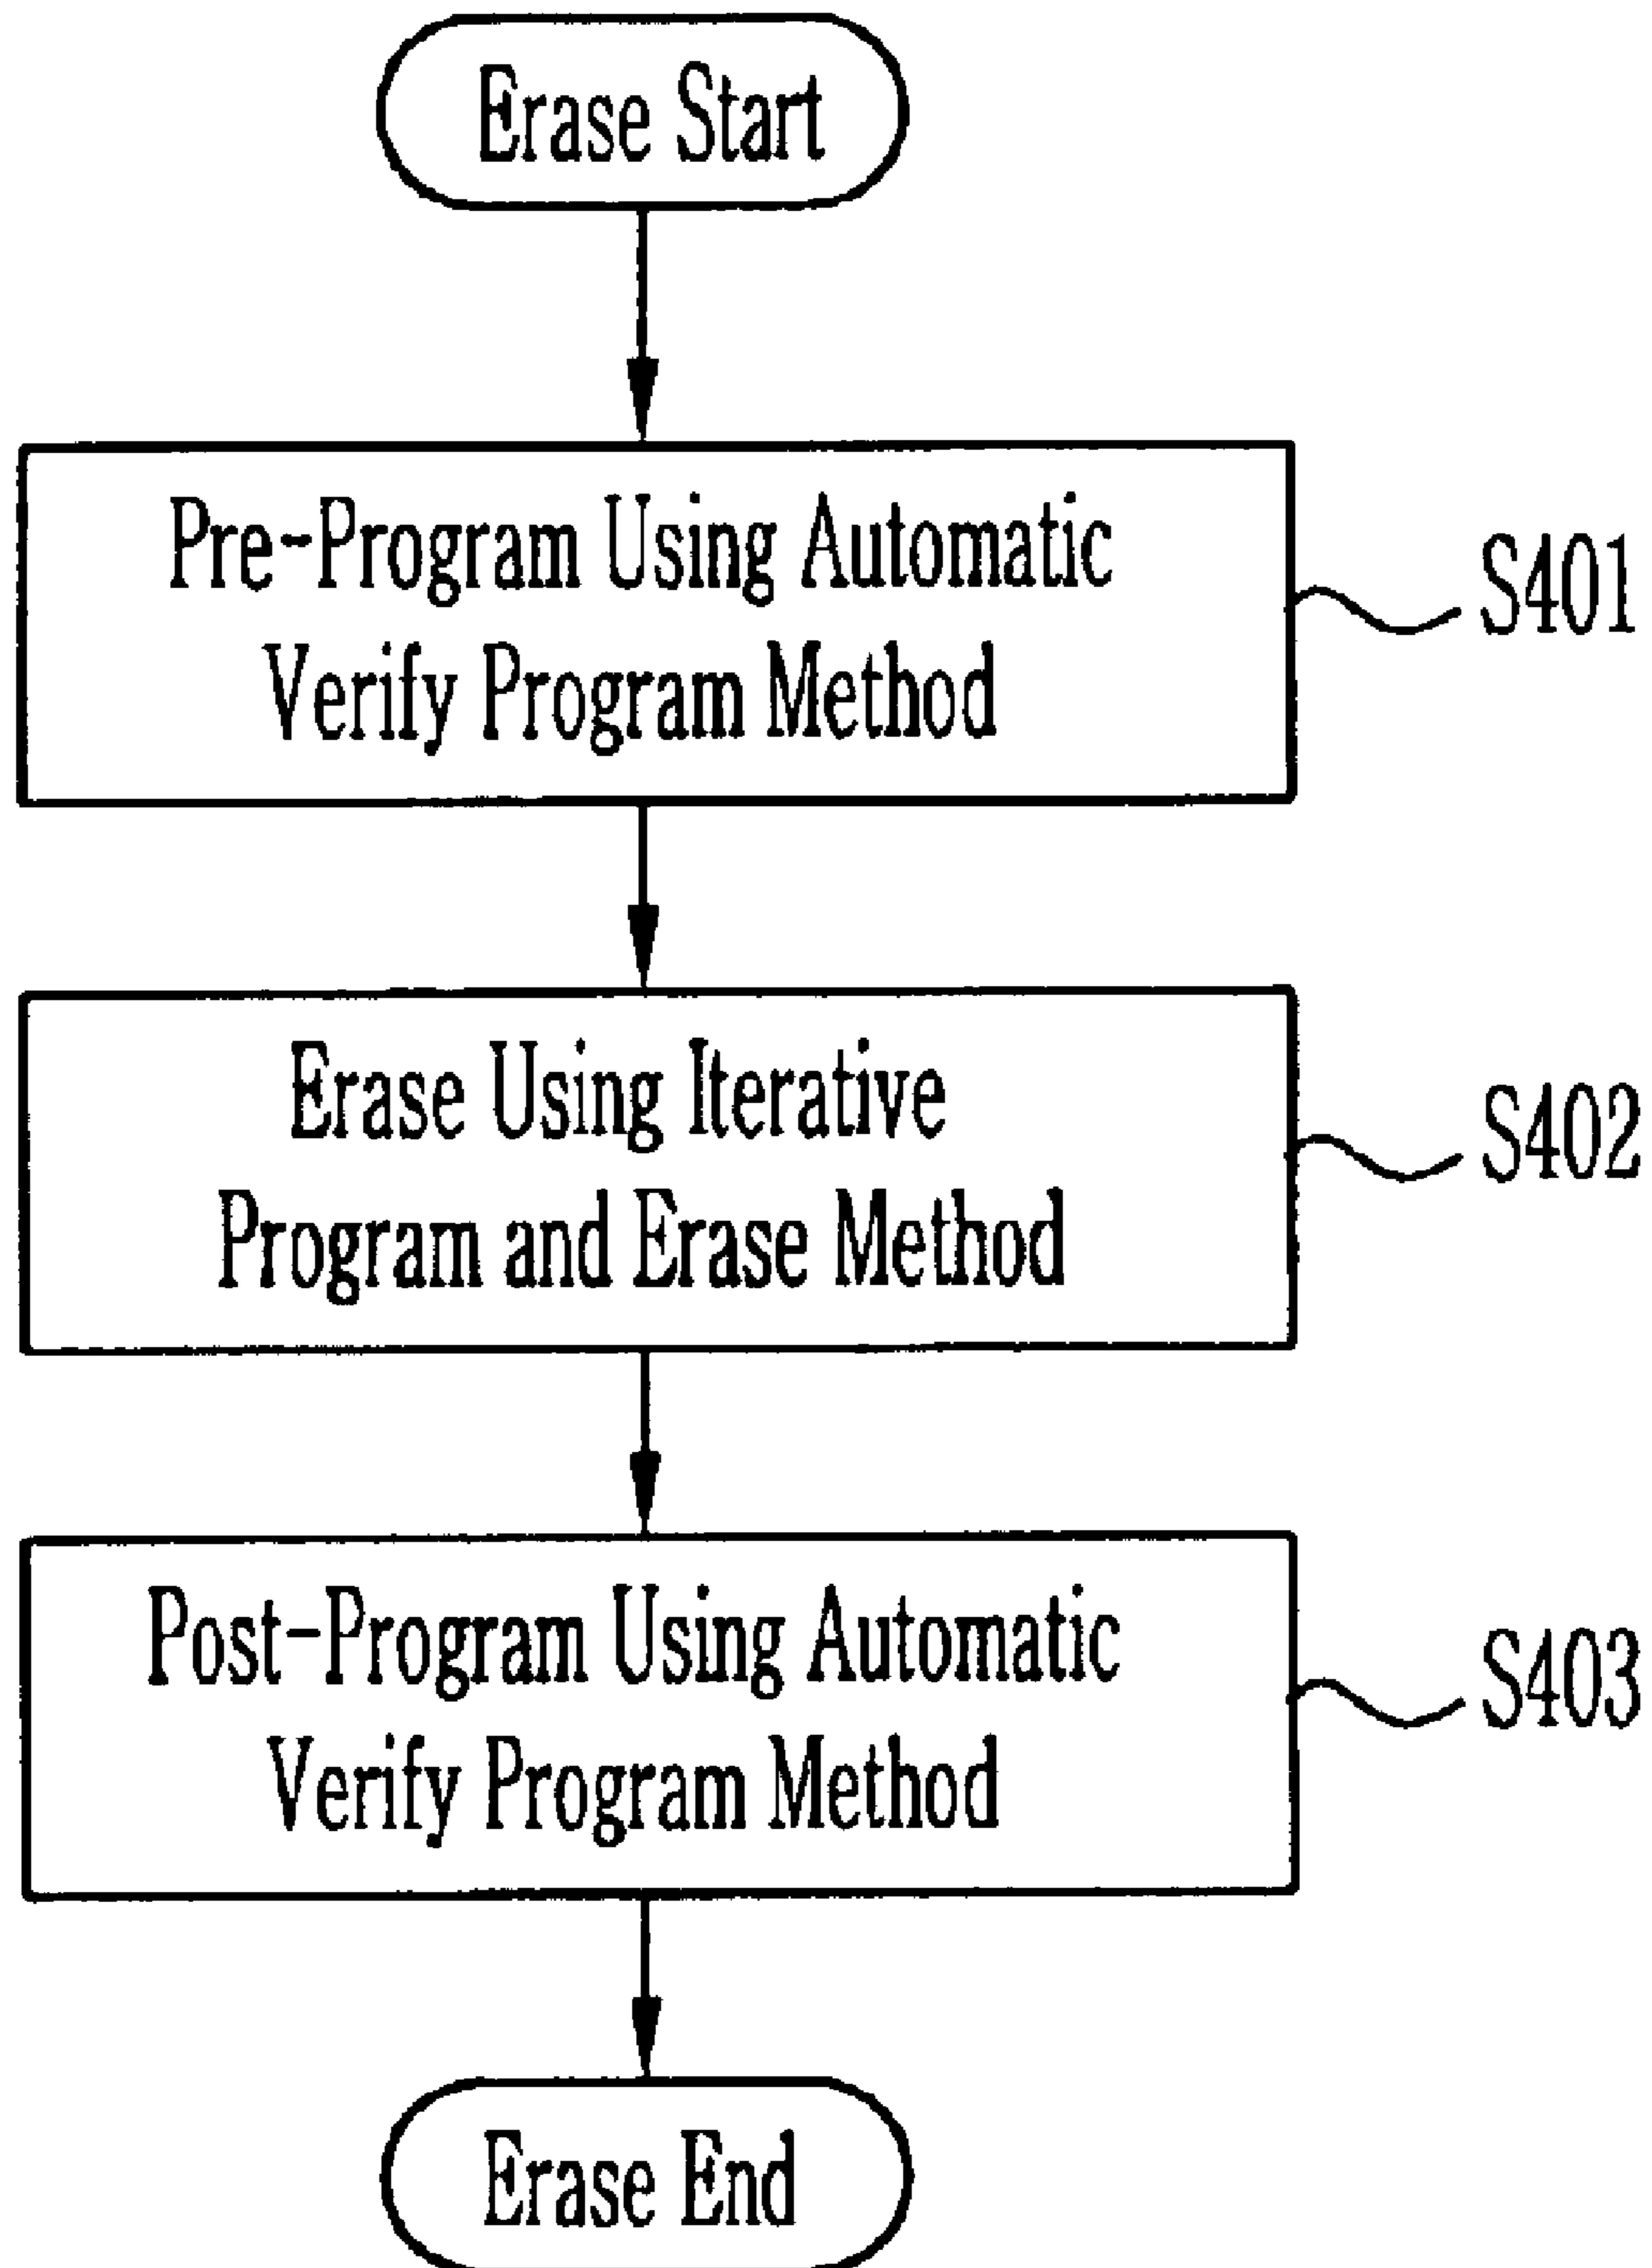 Erase Start
Pre-Program Using Automatic
Verify Program Method
S401
Erase Using Iterative
Program and Erase Method
S402
Post-Program Using Automatic
Verify Program Method
S403
Erase End